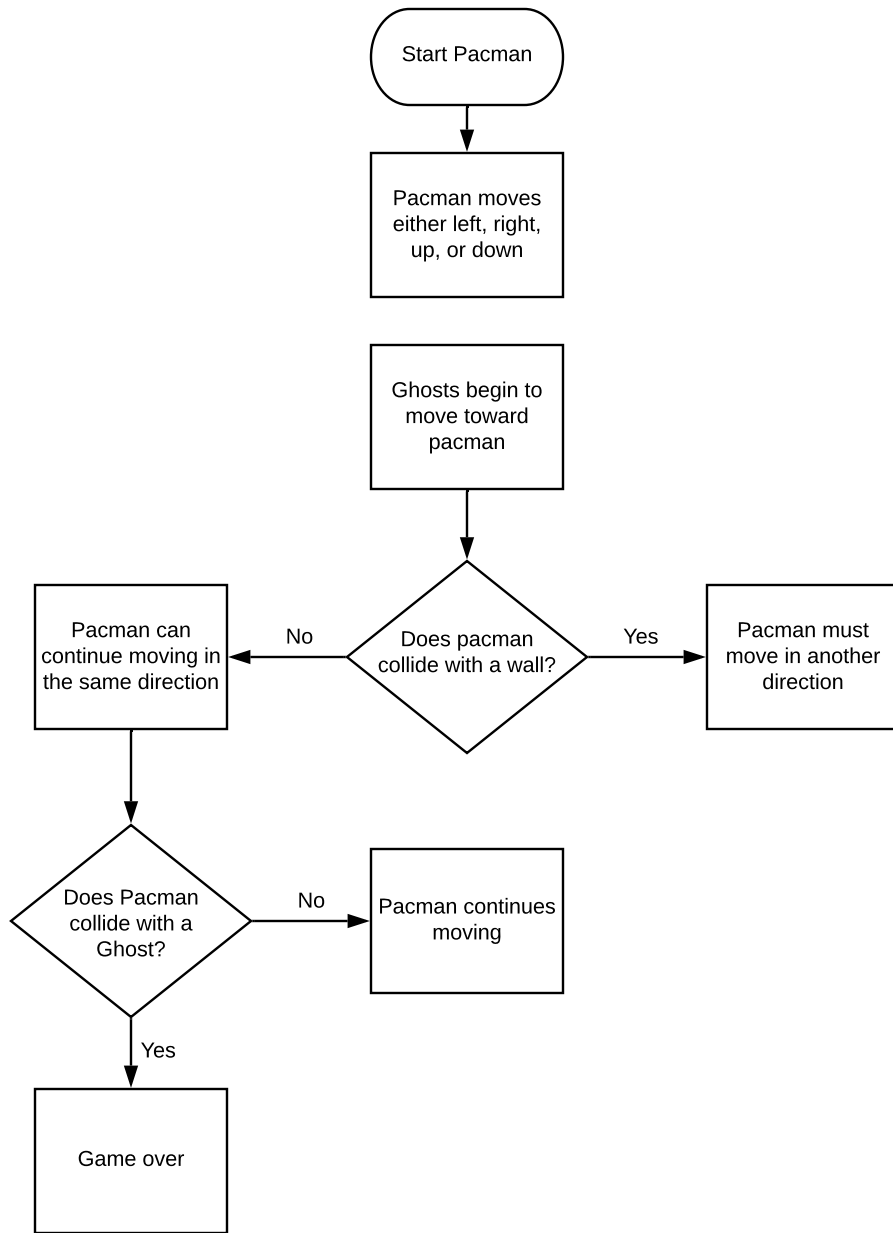 Start Pacman
Pacman moves
either left, right,
up, or down
Ghosts begin to
move toward
pacman
Pacman can
continue moving in
the same direction
No
Does pacman
collide with a wall?
Yes
Pacman must
move in another
direction
Does Pacman
collide with a
Ghost?
No
Pacman continues
moving
Yes
Game over